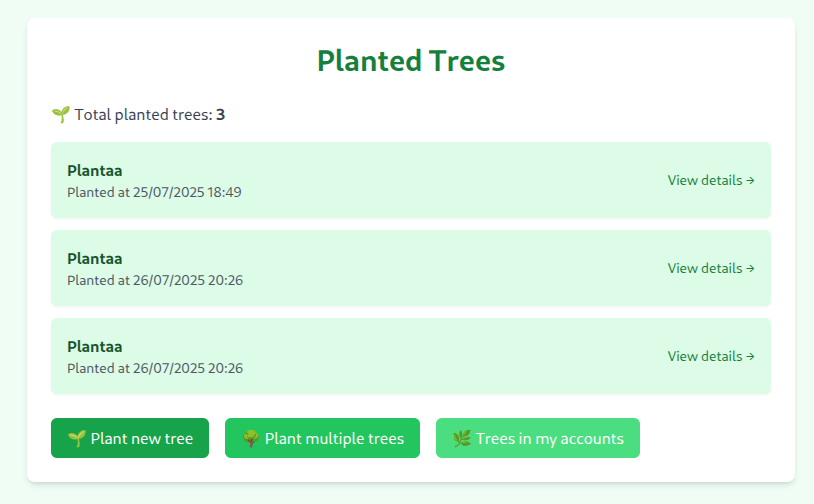 Planted Trees
🌱 Total planted trees: 3
Plantaa
Planted at 25/07/2025 18:49
View details →
Plantaa
Planted at 26/07/2025 20:26
View details →
Plantaa
Planted at 26/07/2025 20:26
View details →
🌱 Plant new tree
🌳 Plant multiple trees
🌿 Trees in my accounts